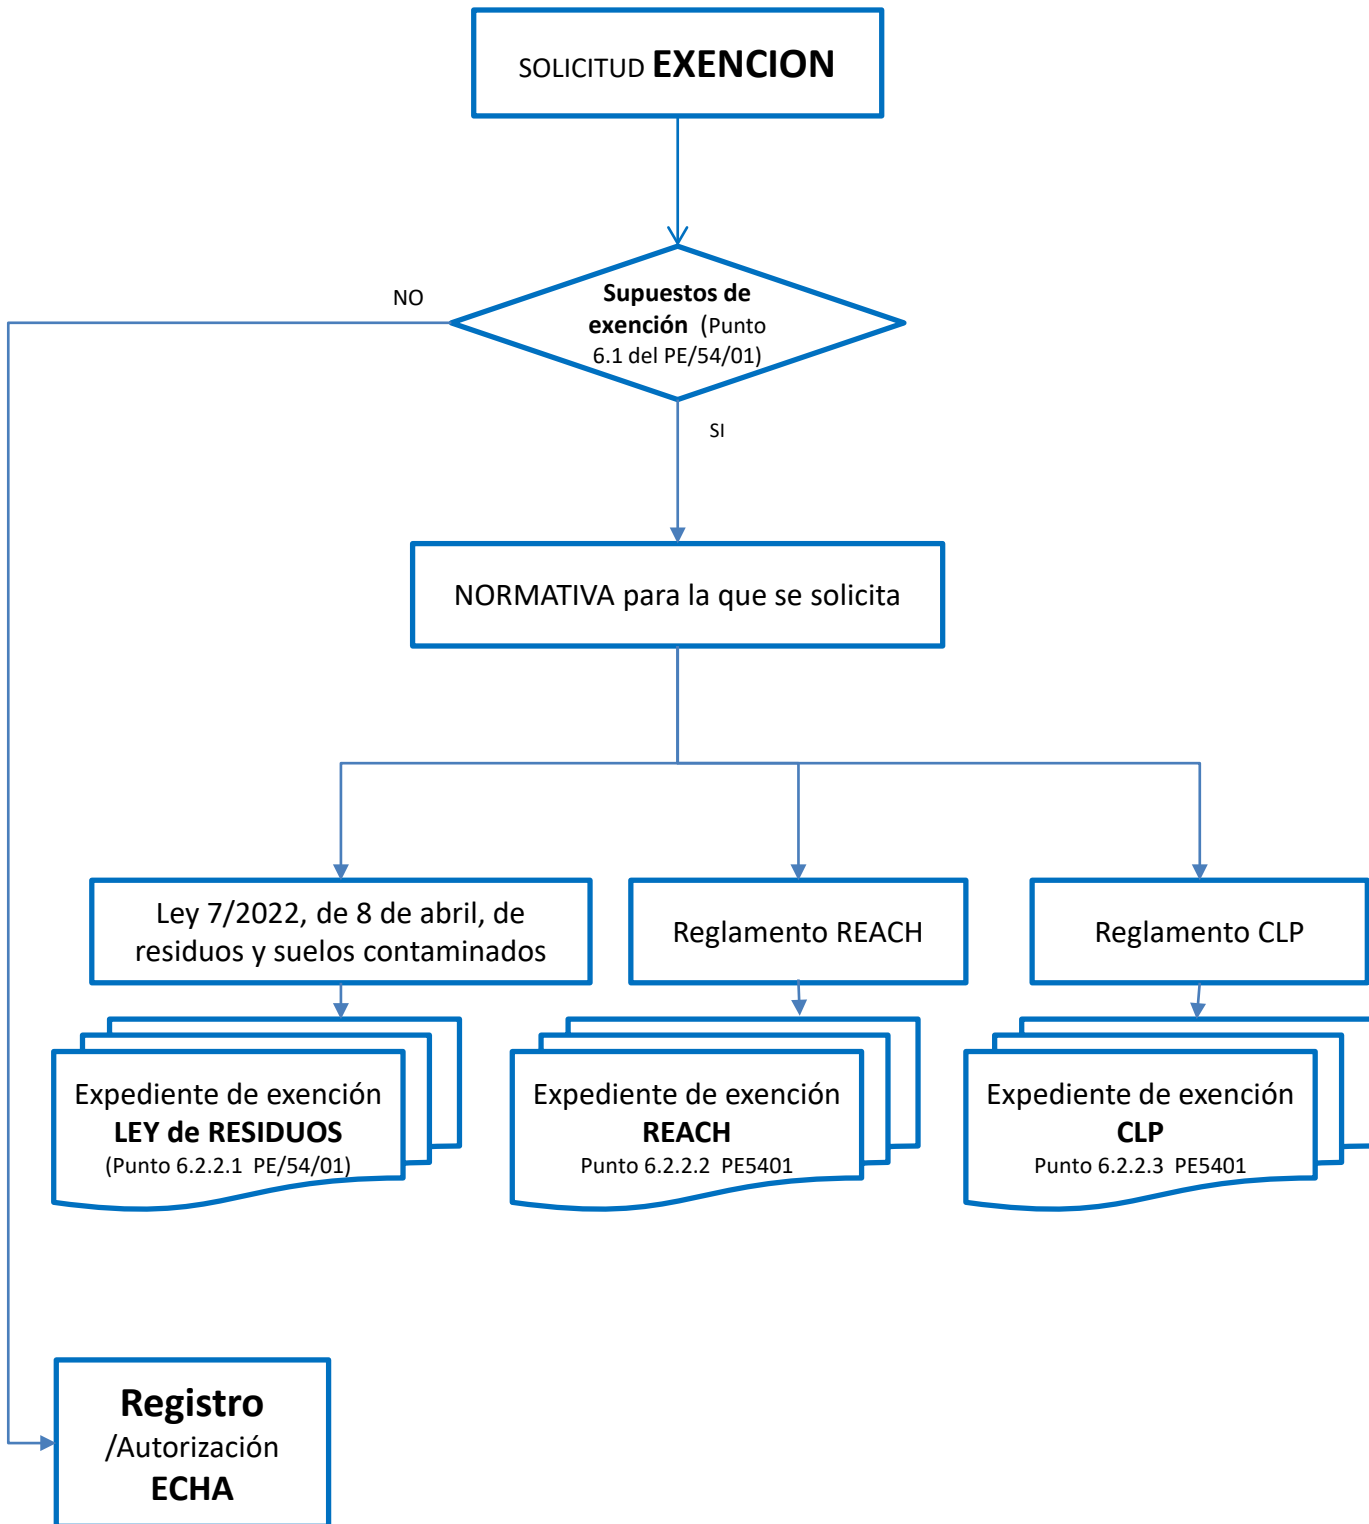 SOLICITUD EXENCION
NO
Supuestos de
exención (Punto
6.1 del PE/54/01)
SI
NORMATIVA para la que se solicita
Ley 7/2022, de 8 de abril, de
residuos y suelos contaminados
Reglamento REACH
Reglamento CLP
Expediente de exención
LEY de RESIDUOS
(Punto 6.2.2.1 PE/54/01)
Expediente de exención
REACH
Punto 6.2.2.2 PE5401
Expediente de exención
CLP
Punto 6.2.2.3 PE5401
Registro
/Autorización
ECHA